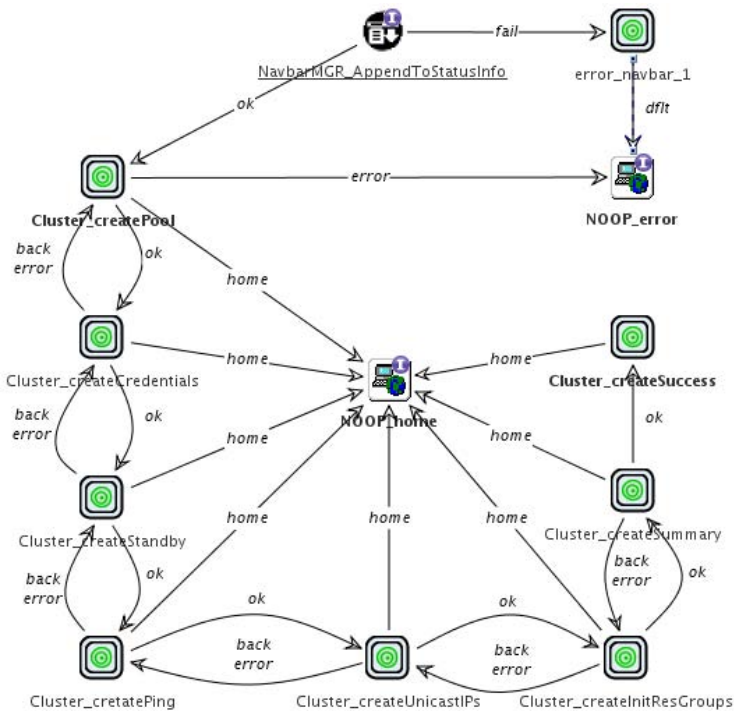 fail
NavbarMGR_AppendToStatusInfo
error_navbar_1
ok
dflt
error
Cluster_createPool
NOOP_error
back
error
ok
home
home
home
Cluster_createCredentials
Cluster_createSuccess
back
error
ok
NOOP_home
ok
home
home
Cluster_createStandby
home
home
home
Cluster_createSummary
back
error
ok
back
error
ok
ok
back
error
ok
back
error
Cluster_cretatePing
Cluster_createUnicastIPs
Cluster_createInitResGroups